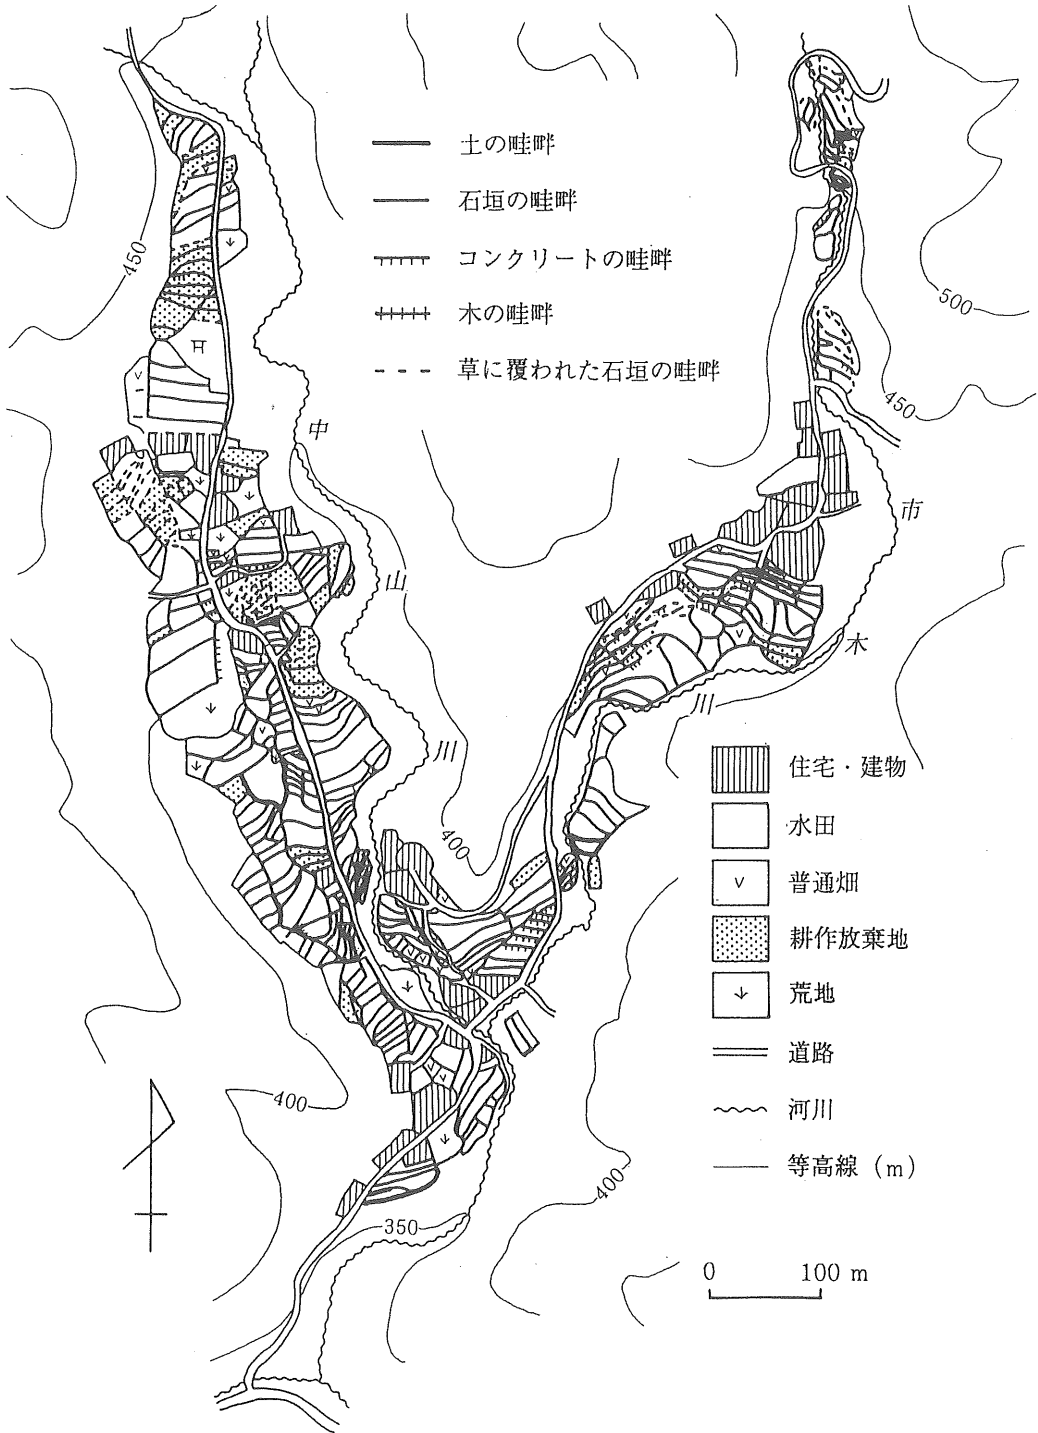 土の畦畔
石垣の畦畔
コンクリートの畦畔
木の畦畔
草に覆われた石垣の畦畔
450
500
450
中
山
川
市
木
川
400
400
400
350
住宅・建物
水田
普通畑
耕作放棄地
荒地
道路
河川
等高線（m）
0 100 m